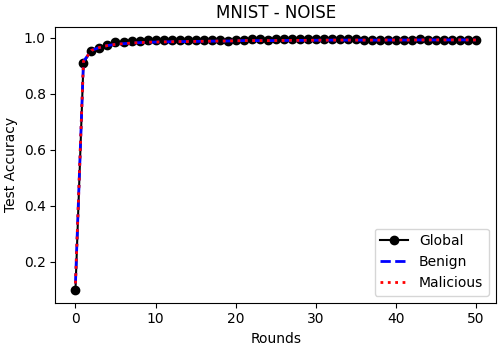 MNIST - NOISE
1.0
0.8
0.6
0.4
0.2
Test Accuracy
Global
Benign
Malicious
0 10 20 30 40 50
Rounds